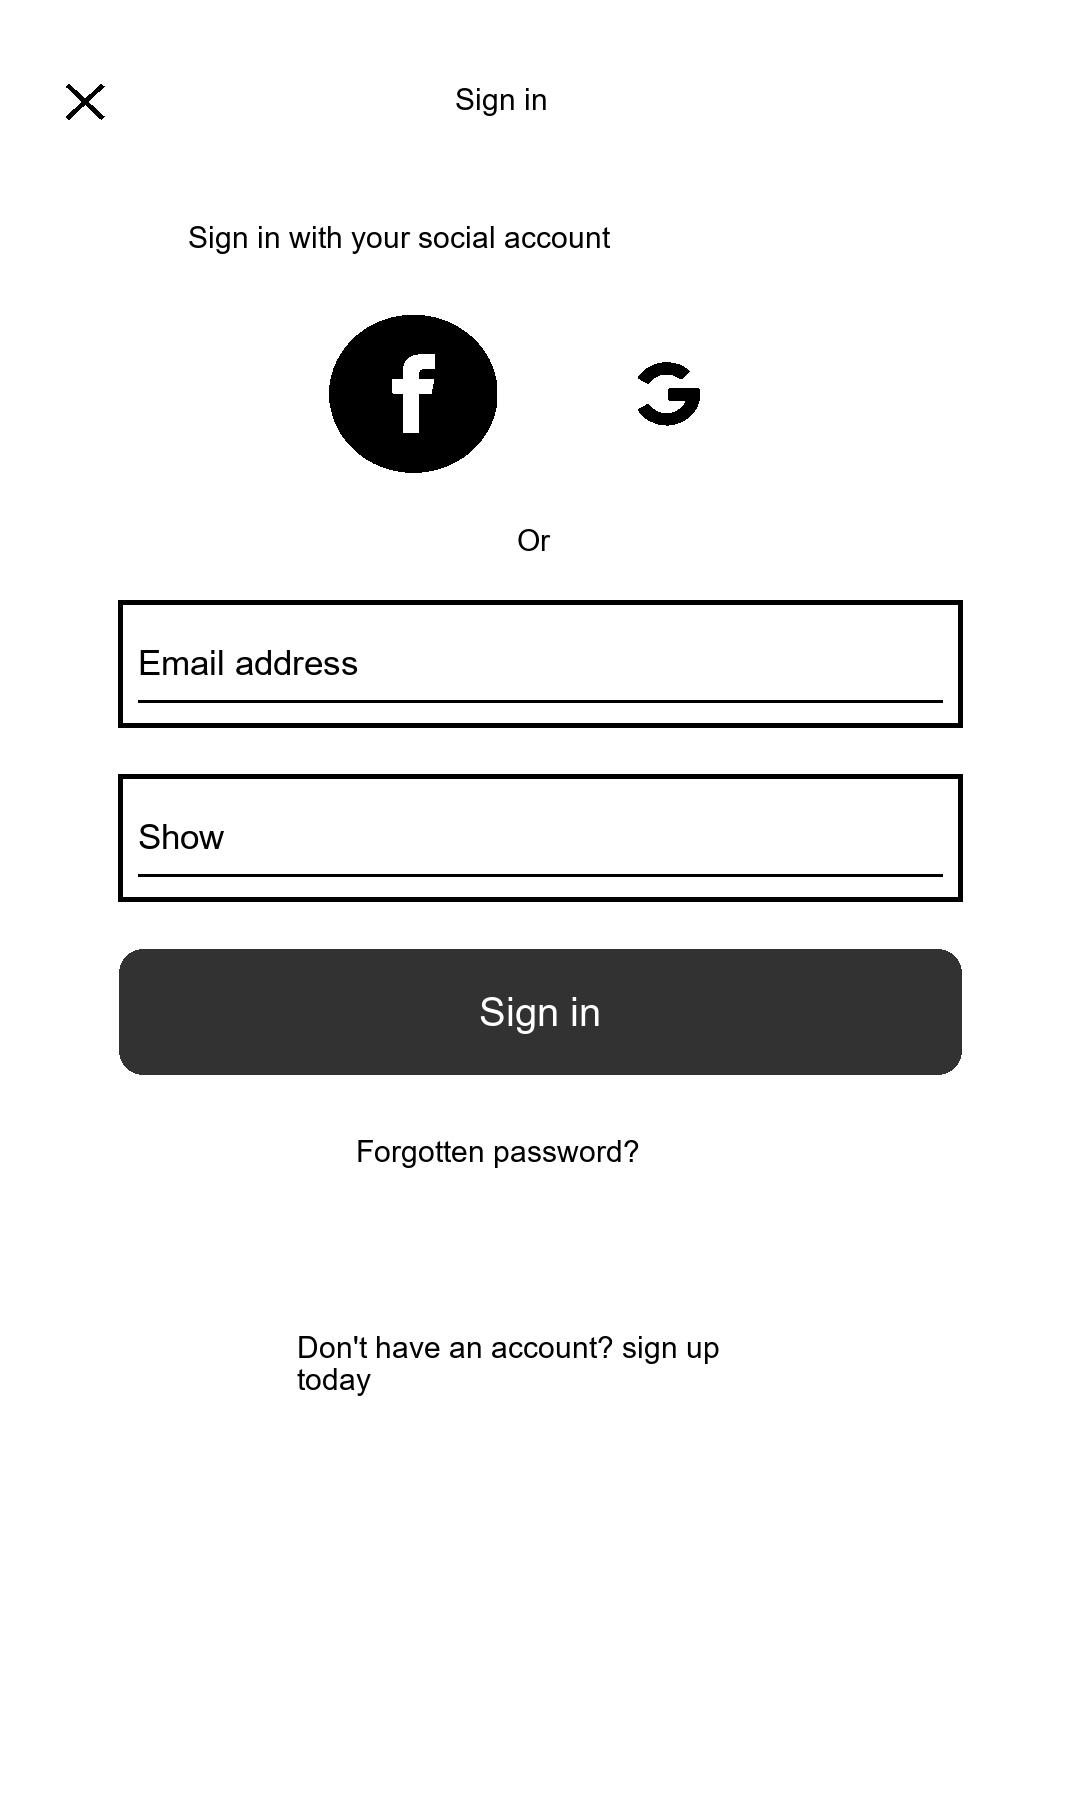 Sign in
Sign in with your social account
f
G
Or
Email address
Show
Sign in
Forgotten password?
Don't have an account? sign up
today